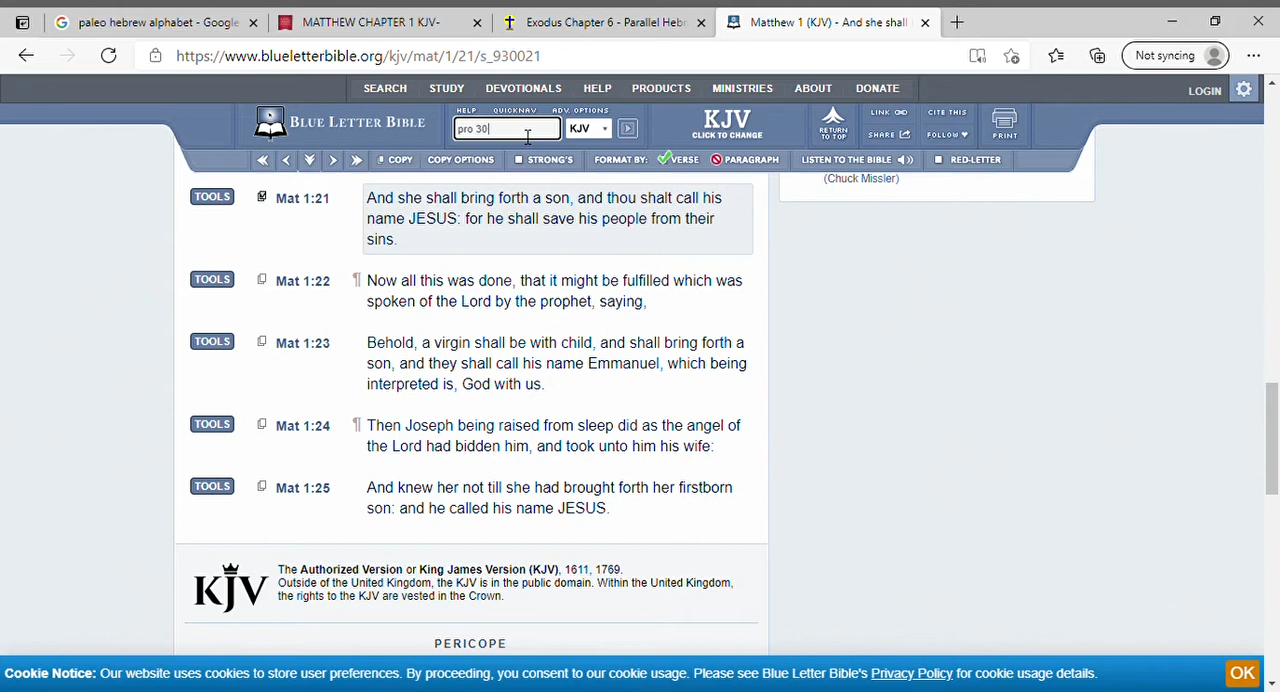 paleo hebrew alphabet - Google
MATTHEW CHAPTER 1 KJV-
Exodus Chapter 6 - Parallel Hebr
Matthew 1 (KJV) - And she shall
https://www.blueletterbible.org/kjv/mat/1/21/s_930021
Not syncing
SEARCH STUDY DEVOTIONALS HELP PRODUCTS MINISTRIES ABOUT DONATE
LOGIN
BLUE LETTER BIBLE
HELP QUICKNAV ADV. OPTIONS
pro 30
KJV
KJV
CLICK TO CHANGE
RETURN
TO TOP
LINK
CITE THIS
SHARE
FOLLOW
PRINT
COPY COPY OPTIONS STRONG'S FORMAT BY: VERSE PARAGRAPH LISTEN TO THE BIBLE RED-LETTER
(Chuck Missler)
TOOLS Mat 1:21 And she shall bring forth a son, and thou shalt call his
name JESUS: for he shall save his people from their
sins.
TOOLS Mat 1:22 ¶ Now all this was done, that it might be fulfilled which was
spoken of the Lord by the prophet, saying,
TOOLS Mat 1:23 Behold, a virgin shall be with child, and shall bring forth a
son, and they shall call his name Emmanuel, which being
interpreted is, God with us.
TOOLS Mat 1:24 ¶ Then Joseph being raised from sleep did as the angel of
the Lord had bidden him, and took unto him his wife:
TOOLS Mat 1:25 And knew her not till she had brought forth her firstborn
son: and he called his name JESUS.
KJV
The Authorized Version or King James Version (KJV), 1611, 1769.
Outside of the United Kingdom, the KJV is in the public domain. Within the United Kingdom,
the rights to the KJV are vested in the Crown.
PERICOPE
Cookie Notice: Our website uses cookies to store user preferences. By proceeding, you consent to our cookie usage. Please see Blue Letter Bible's Privacy Policy for cookie usage details.
OK